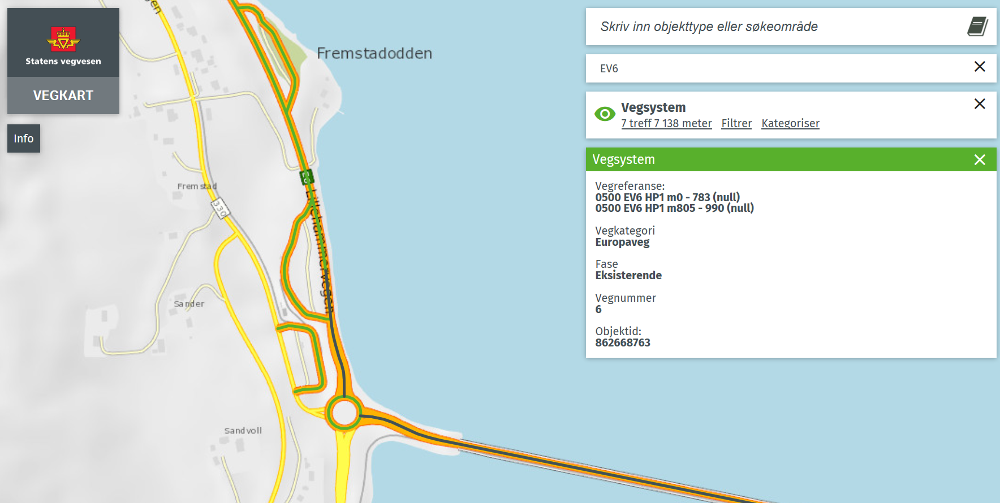 Statens vegvesen
VEGKART
Info
Fremstadodden
E6
Lillehammervegen
Fremstad
330
Sander
Sandvoll
Skriv inn objekttype eller søkeområde
EV6
Vegsystem
7 treff 7 138 meter Filtrer Kategoriser
Vegsystem
Vegreferanse:
0500 EV6 HP1 m0 - 783 (null)
0500 EV6 HP1 m805 - 990 (null)
Vegkategori
Europaveg
Fase
Eksisterende
Vegnummer
6
Objektid:
862668763